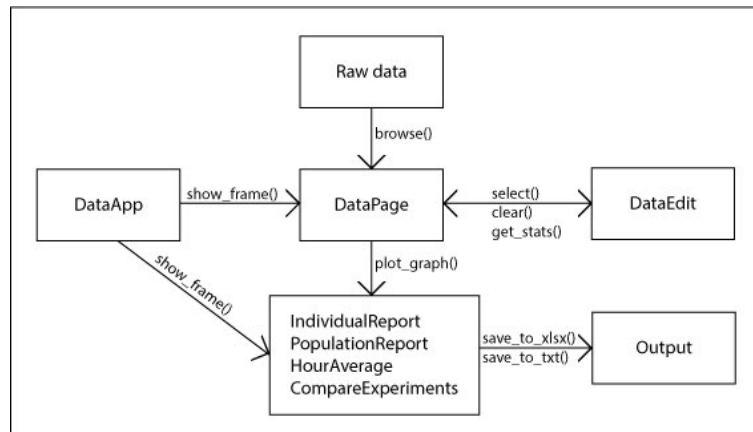 Raw data
browse()
DataApp
show_frame()
DataPage
select()
clear()
get_stats()
DataEdit
show_frame()
plot_graph()
IndividualReport
PopulationReport
HourAverage
CompareExperiments
save_to_xlsx()
save_to_txt()
Output